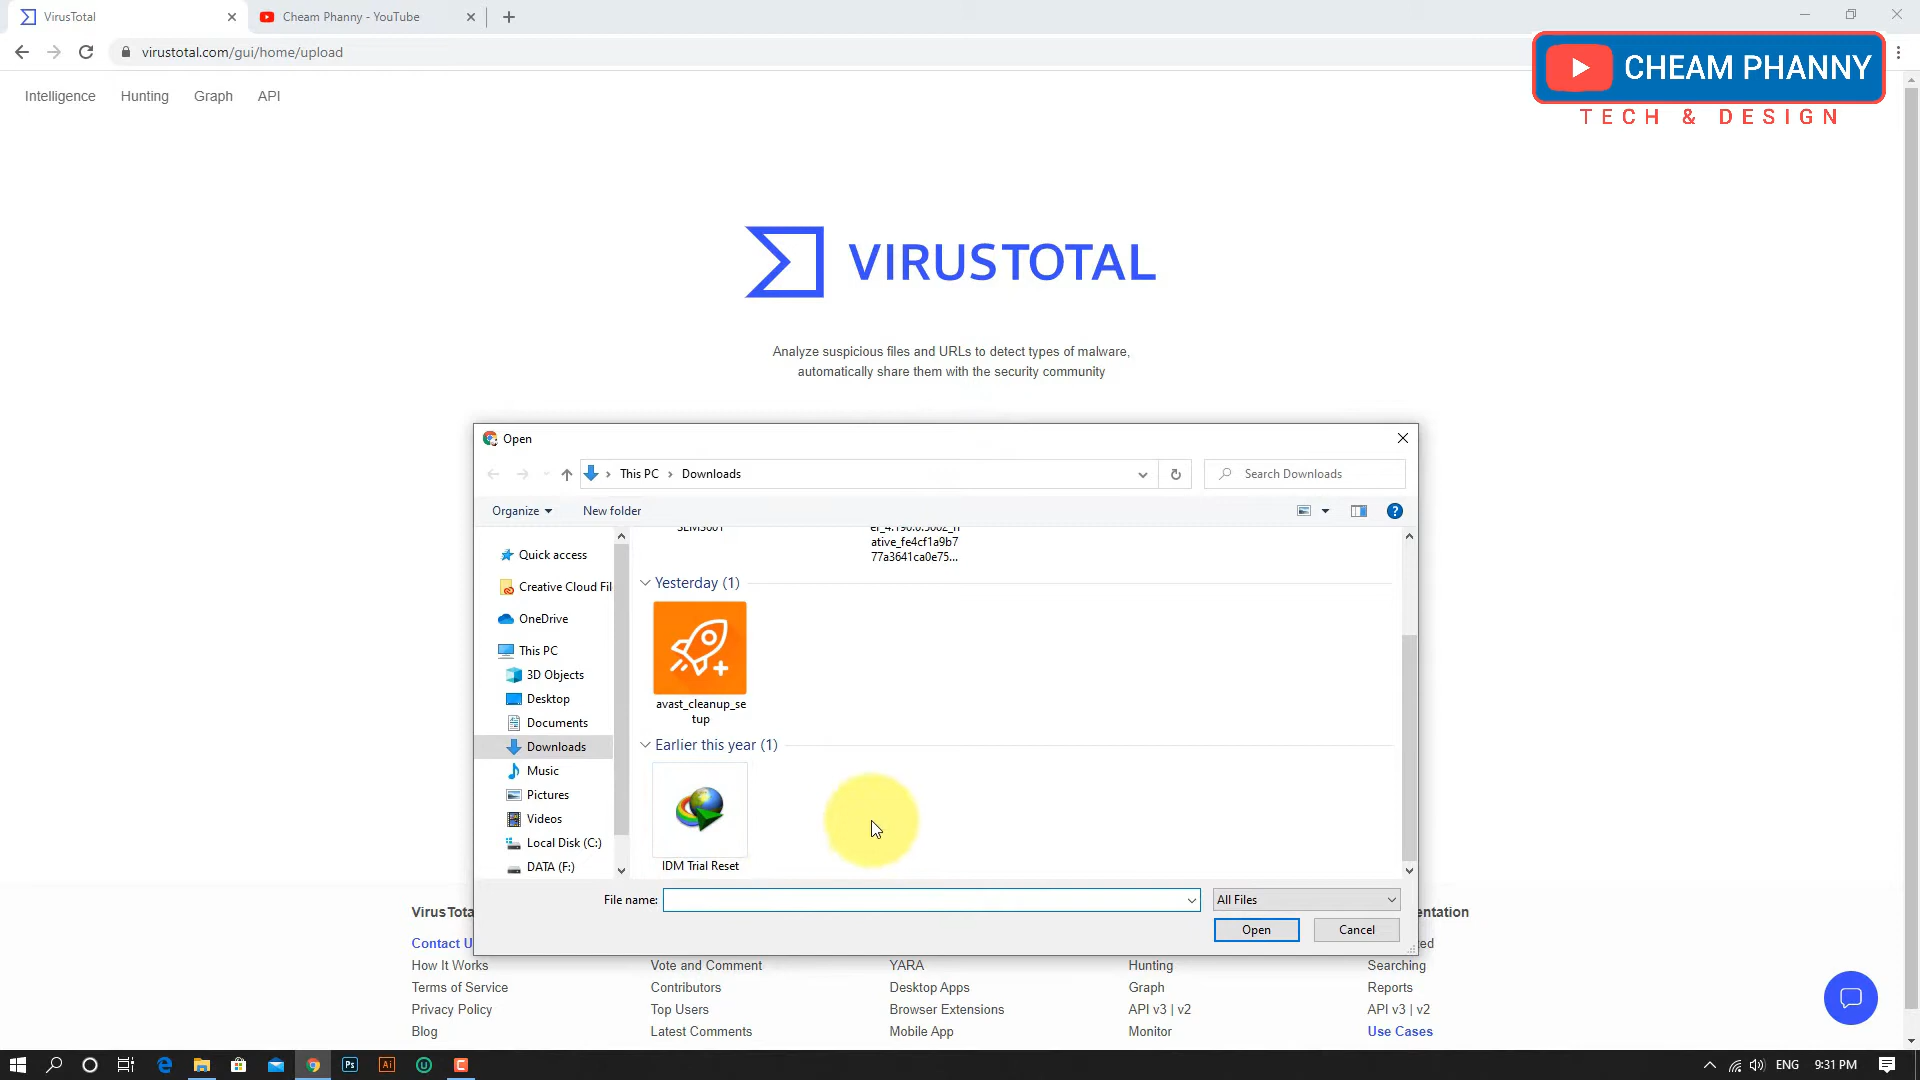 VirusTotal
Cheam Phanny - YouTube
virustotal.com/gui/home/upload
CHEAM PHANNY
TECH & DESIGN
Intelligence Hunting Graph API
VIRUSTOTAL
Analyze suspicious files and URLs to detect types of malware,
automatically share them with the security community
Open
This PC > Downloads
Search Downloads
Organize
New folder
Quick access
Creative Cloud Fil
OneDrive
This PC
3D Objects
Desktop
Documents
Downloads
Music
Pictures
Videos
Local Disk (C:)
DATA (F:)
ative_fe4cf1a9b7
77a3641ca0e75...
Yesterday (1)
avast_cleanup_se
tup
Earlier this year (1)
IDM Trial Reset
File name:
All Files
Open
Cancel
VirusTota
Contact U
How It Works
Terms of Service
Privacy Policy
Blog
Vote and Comment
Contributors
Top Users
Latest Comments
YARA
Desktop Apps
Browser Extensions
Mobile App
Hunting
Graph
API v3 | v2
Monitor
entation
ed
Searching
Reports
API v3 | v2
Use Cases
ENG
9:31 PM